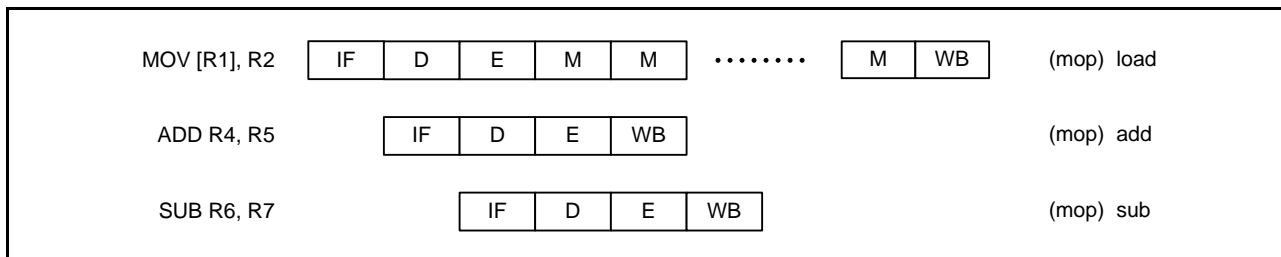 MOV [R1], R2 IF D E M M ········ M WB (mop) load
ADD R4, R5 IF D E WB (mop) add
SUB R6, R7 IF D E WB (mop) sub